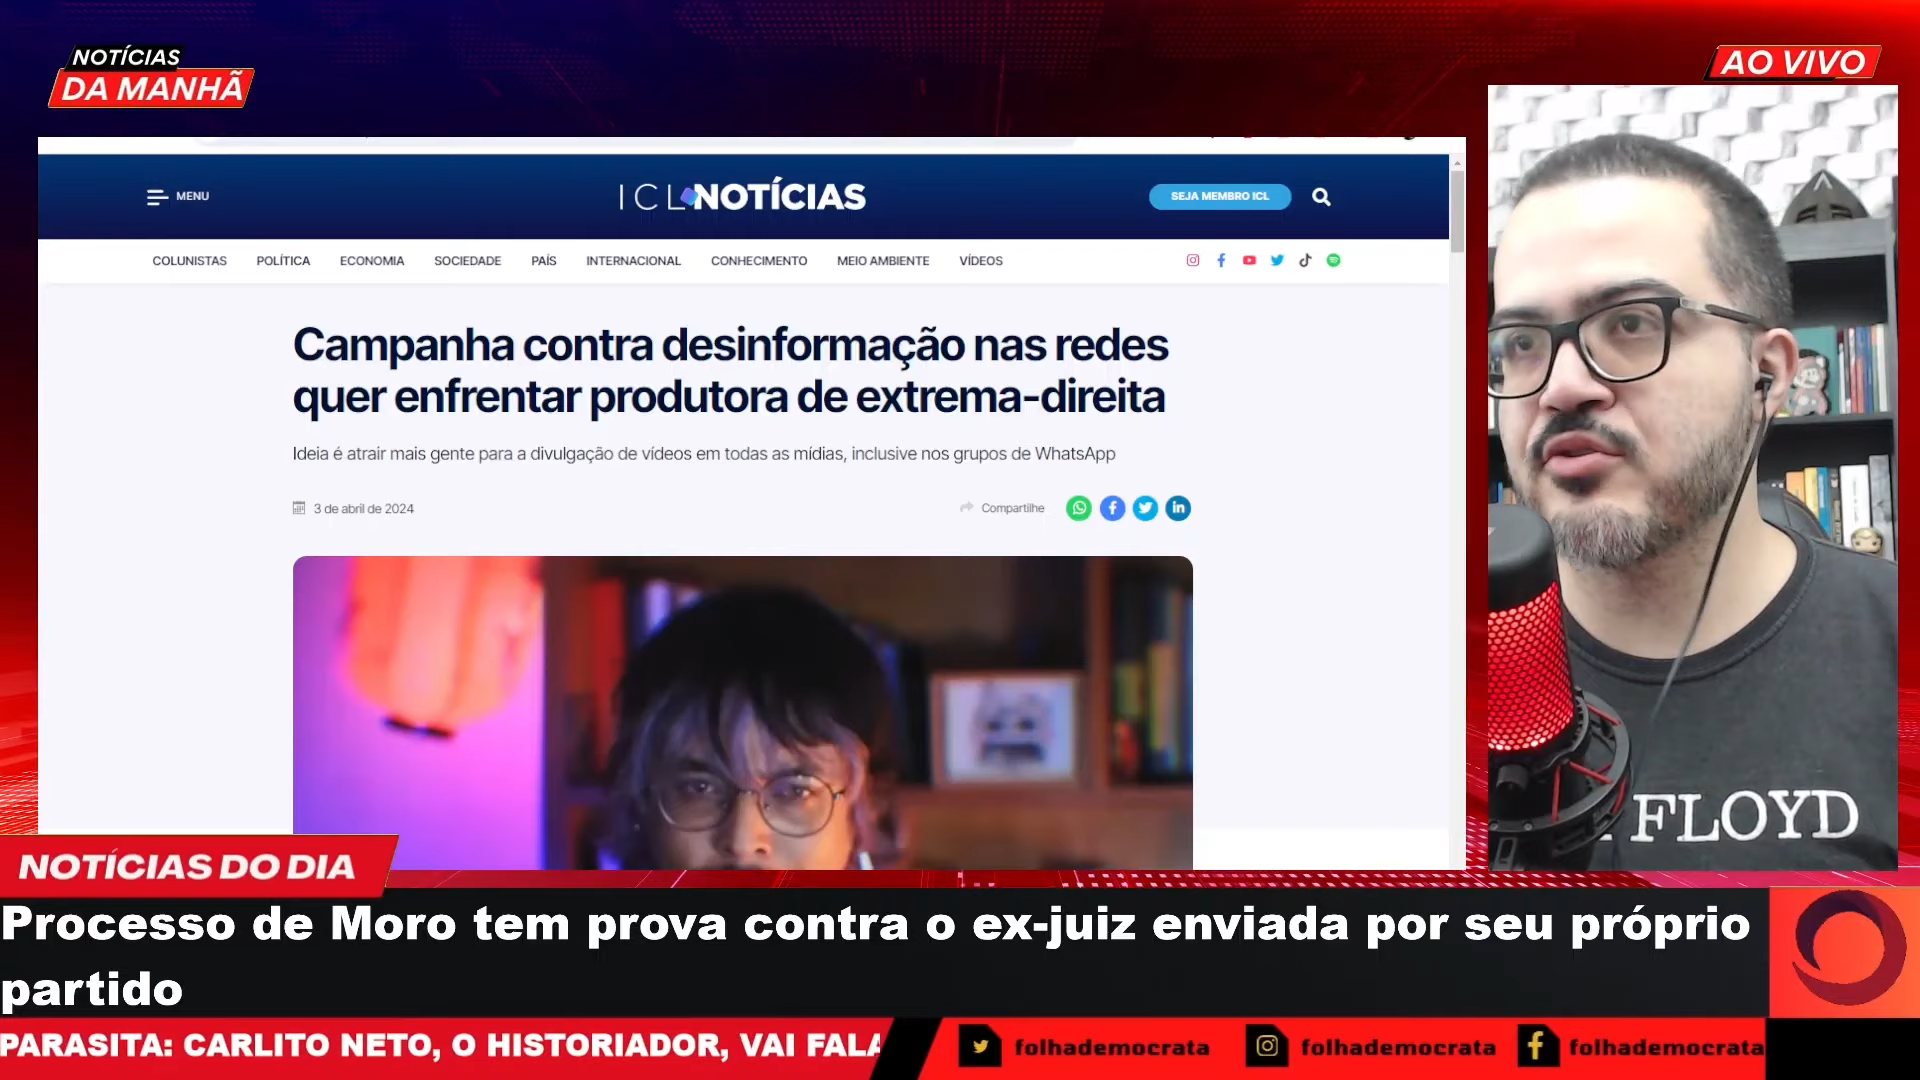 NOTÍCIAS
DA MANHÃ
AO VIVO
MENU
ICL NOTÍCIAS
SEJA MEMBRO ICL
COLUNISTAS POLÍTICA ECONOMIA SOCIEDADE PAÍS INTERNACIONAL CONHECIMENTO MEIO AMBIENTE VÍDEOS
Campanha contra desinformação nas redes
quer enfrentar produtora de extrema-direita
Ideia é atrair mais gente para a divulgação de vídeos em todas as mídias, inclusive nos grupos de WhatsApp
3 de abril de 2024
Compartilhe
FLOYD
NOTÍCIAS DO DIA
Processo de Moro tem prova contra o ex-juiz enviada por seu próprio
partido
PARASITA: CARLITO NETO, O HISTORIADOR, VAI FALA
folhademocrata
folhademocrata
folhademocrata